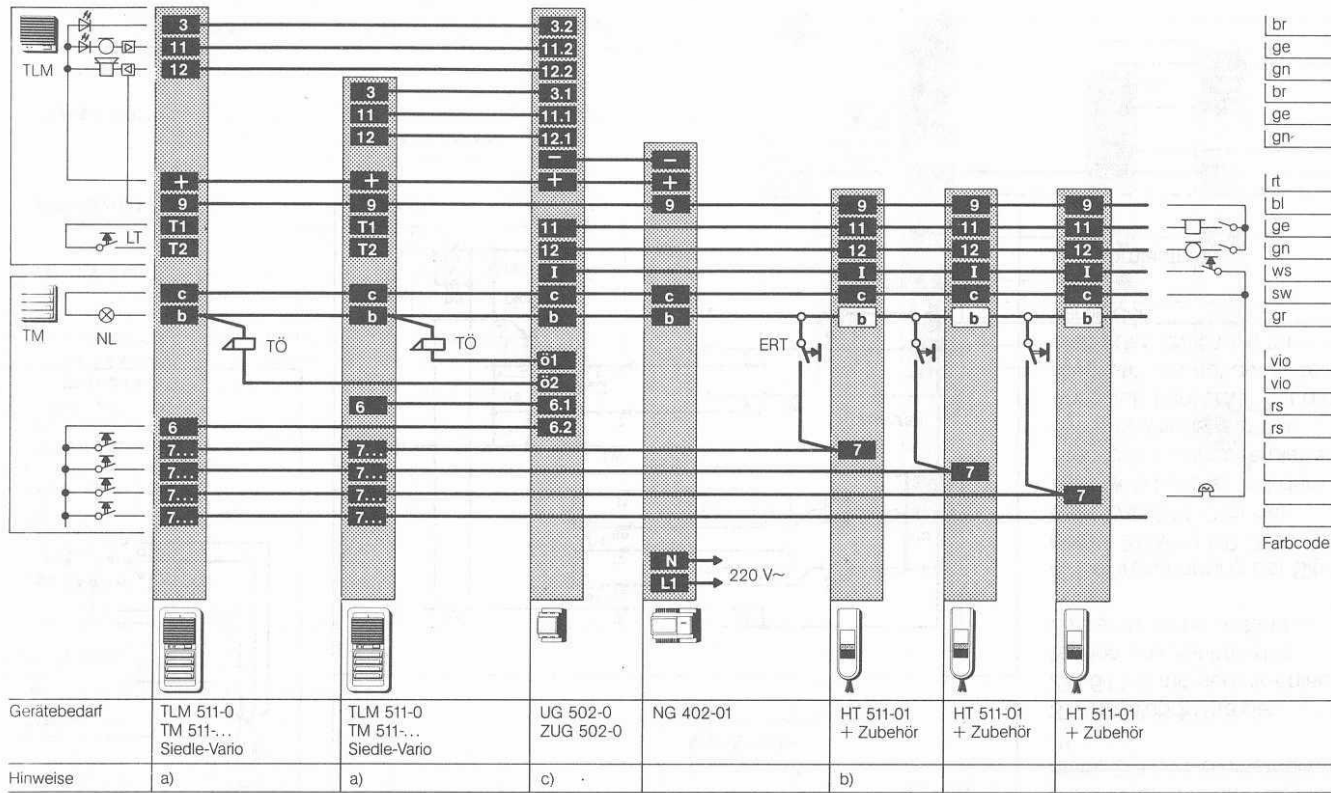 TLM
LT
TM
NL
3
11
12
+
9
T1
T2
c
b
6
7...
7...
7...
7...
TÖ
3
11
12
+
9
T1
T2
c
b
6
7...
7...
7...
7...
TÖ
3.2
11.2
12.2
3.1
11.1
12.1
−
+
11
12
I
c
b
ö1
ö2
6.1
6.2
−
+
9
c
b
N
L1
220 V~
ERT
9
11
12
I
c
b
7
9
11
12
I
c
b
7
9
11
12
I
c
b
7
br
ge
gn
br
ge
gn
rt
bl
ge
gn
ws
sw
gr
vio
vio
rs
rs
Farbcode
Gerätebedarf
TLM 511-0
TM 511-...
Siedle-Vario
TLM 511-0
TM 511-...
Siedle-Vario
UG 502-0
ZUG 502-0
NG 402-01
HT 511-01
+ Zubehör
HT 511-01
+ Zubehör
HT 511-01
+ Zubehör
Hinweise
a)
a)
c)
b)